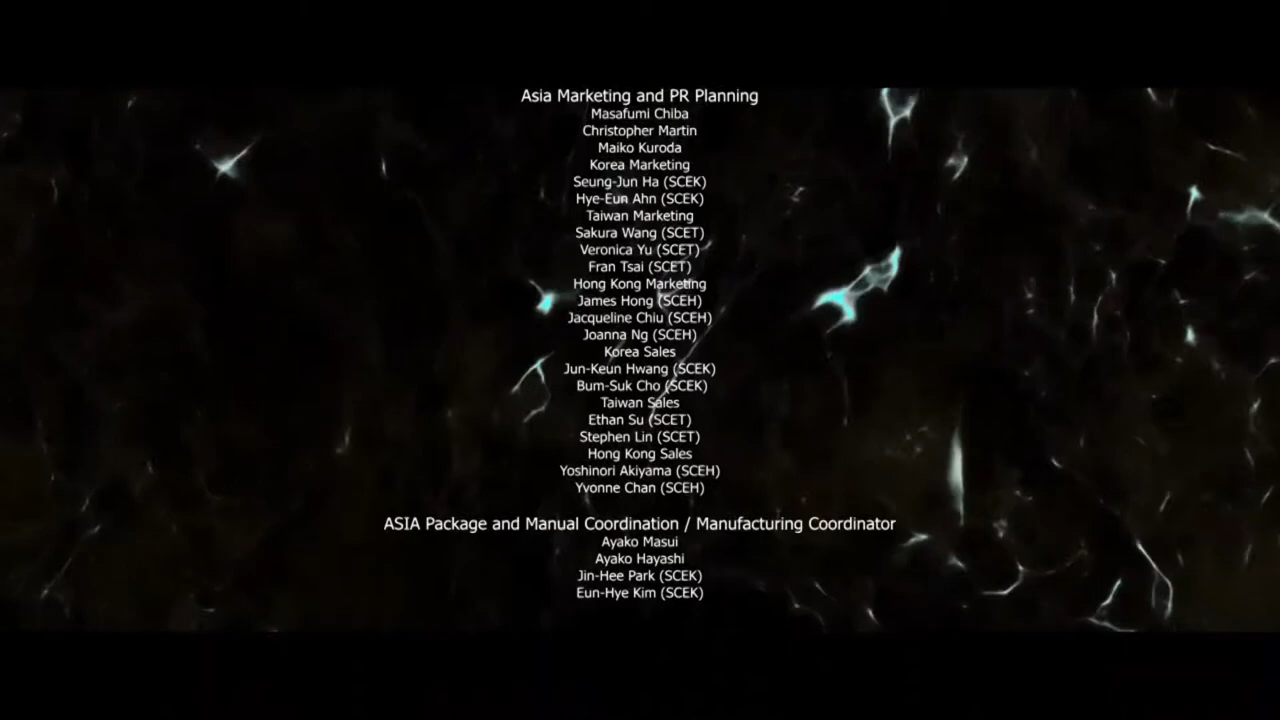 Asia Marketing and PR Planning
Masafumi Chiba
Christopher Martin
Maiko Kuroda
Korea Marketing
Seung-Jun Ha (SCEK)
Hye-Eun Ahn (SCEK)
Taiwan Marketing
Sakura Wang (SCET)
Veronica Yu (SCET)
Fran Tsai (SCET)
Hong Kong Marketing
James Hong (SCEH)
Jacqueline Chiu (SCEH)
Joanna Ng (SCEH)
Korea Sales
Jun-Keun Hwang (SCEK)
Bum-Suk Cho (SCEK)
Taiwan Sales
Ethan Su (SCET)
Stephen Lin (SCET)
Hong Kong Sales
Yoshinori Akiyama (SCEH)
Yvonne Chan (SCEH)
ASIA Package and Manual Coordination / Manufacturing Coordinator
Ayako Masui
Ayako Hayashi
Jin-Hee Park (SCEK)
Eun-Hye Kim (SCEK)